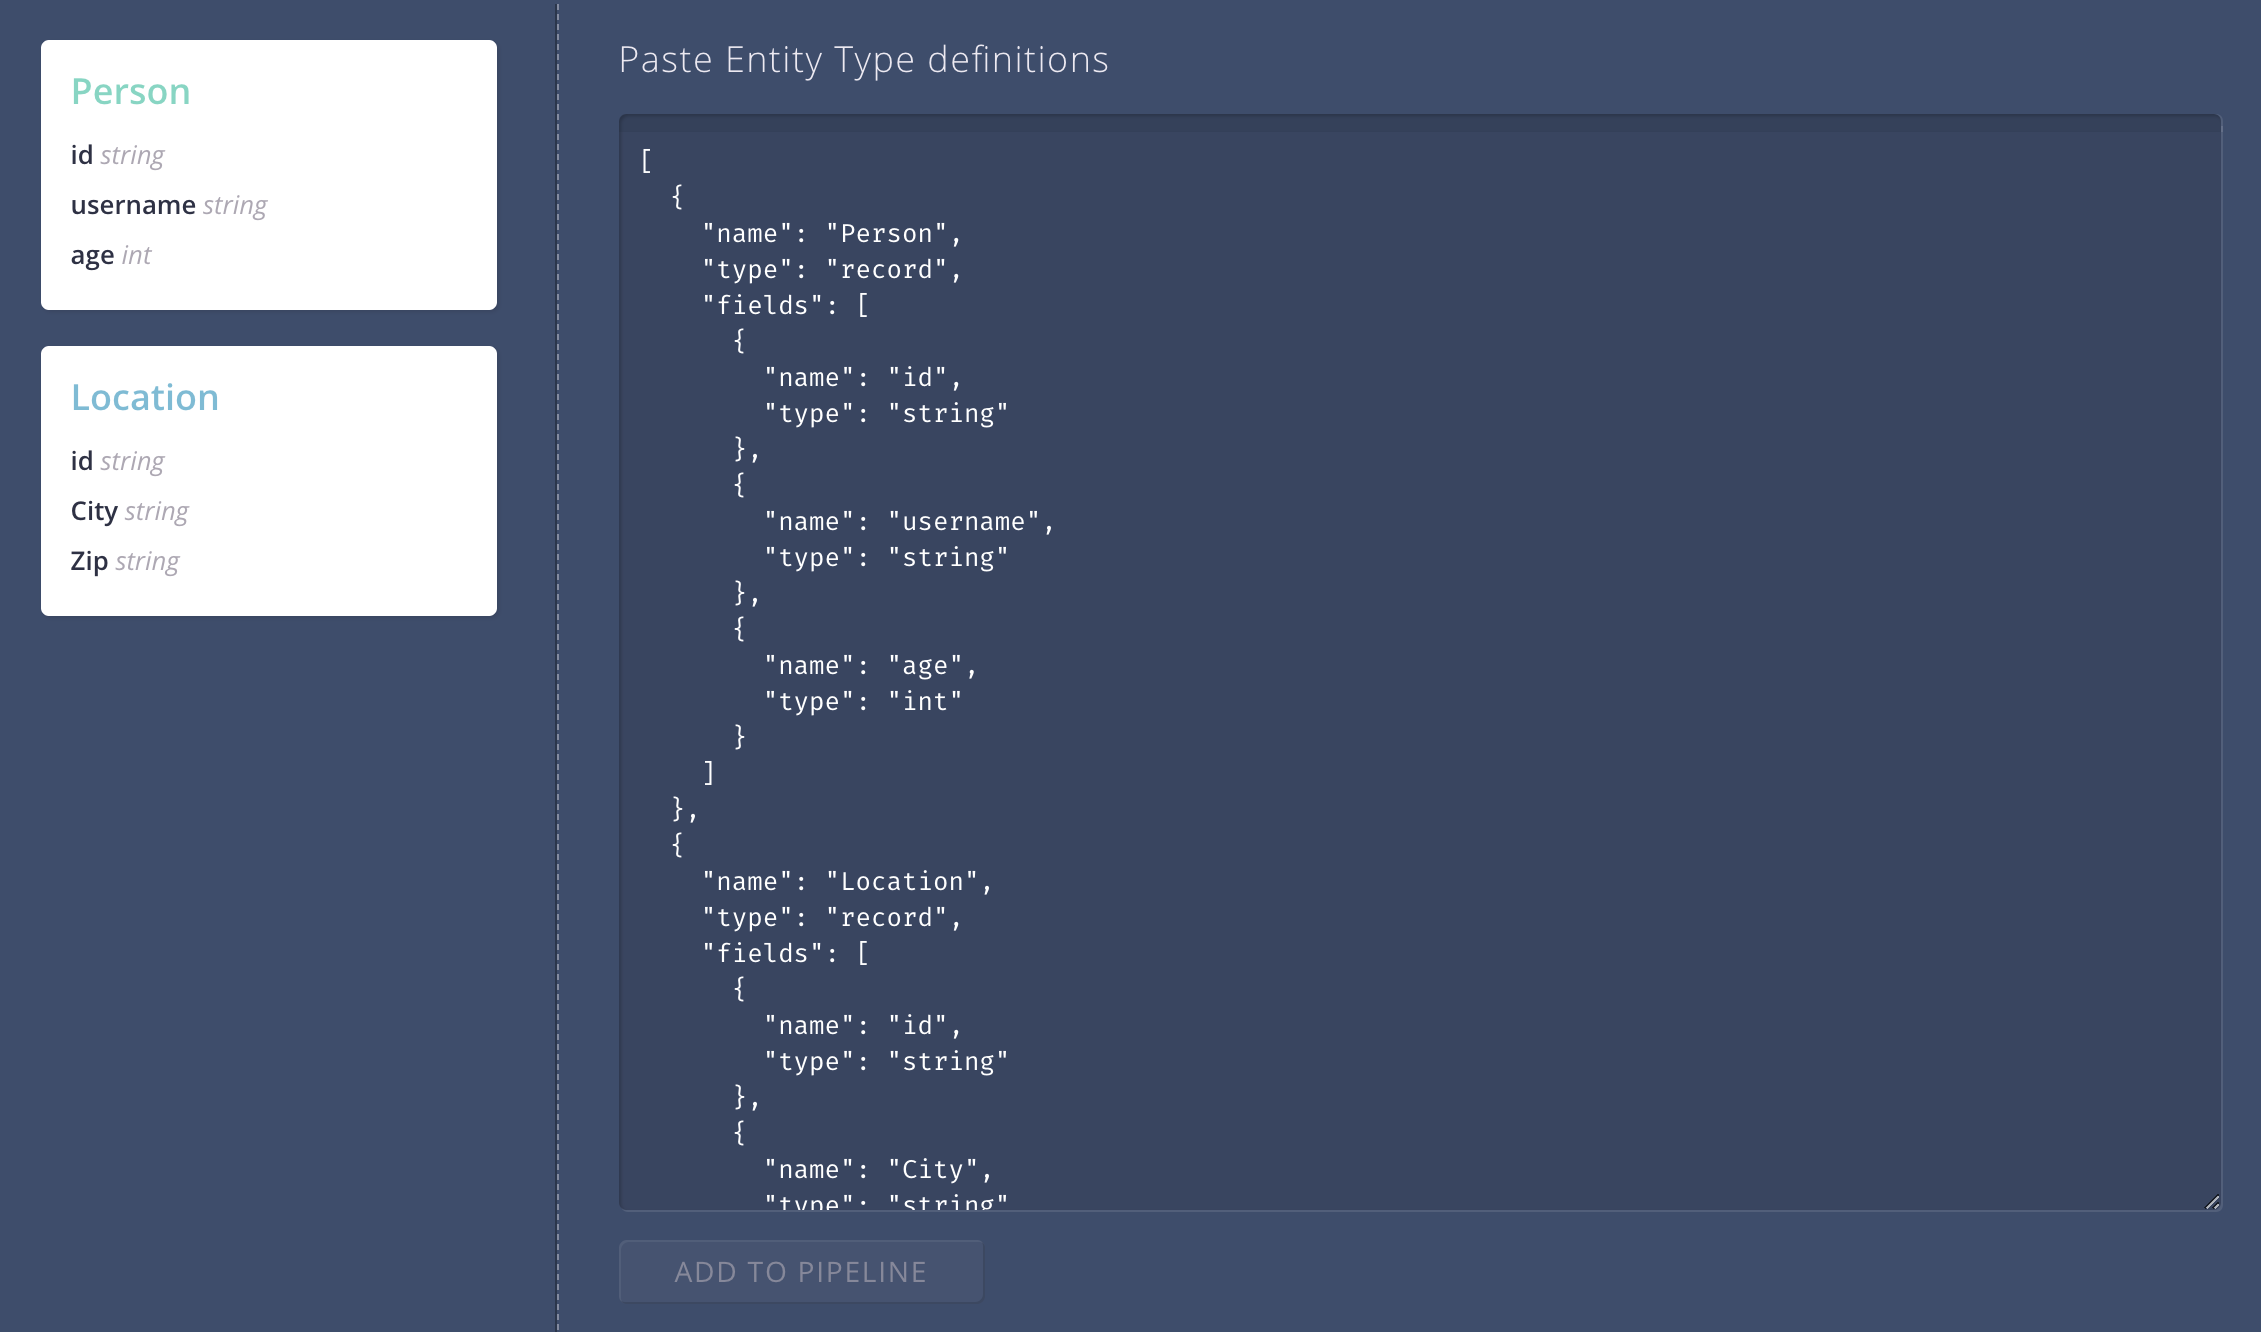 Person
id string
username string
age int
Location
id string
City string
Zip string
Paste Entity Type definitions
[
  {
    "name": "Person",
    "type": "record",
    "fields": [
      {
        "name": "id",
        "type": "string"
      },
      {
        "name": "username",
        "type": "string"
      },
      {
        "name": "age",
        "type": "int"
      }
    ]
  },
  {
    "name": "Location",
    "type": "record",
    "fields": [
      {
        "name": "id",
        "type": "string"
      },
      {
        "name": "City",
        "type": "string"
ADD TO PIPELINE